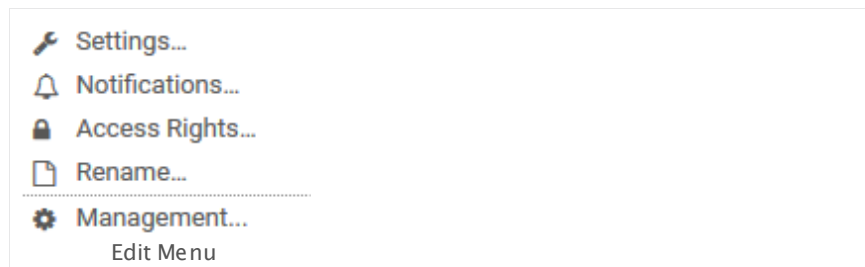 Settings...
Notifications...
Access Rights...
Rename...
Management...
Edit Menu